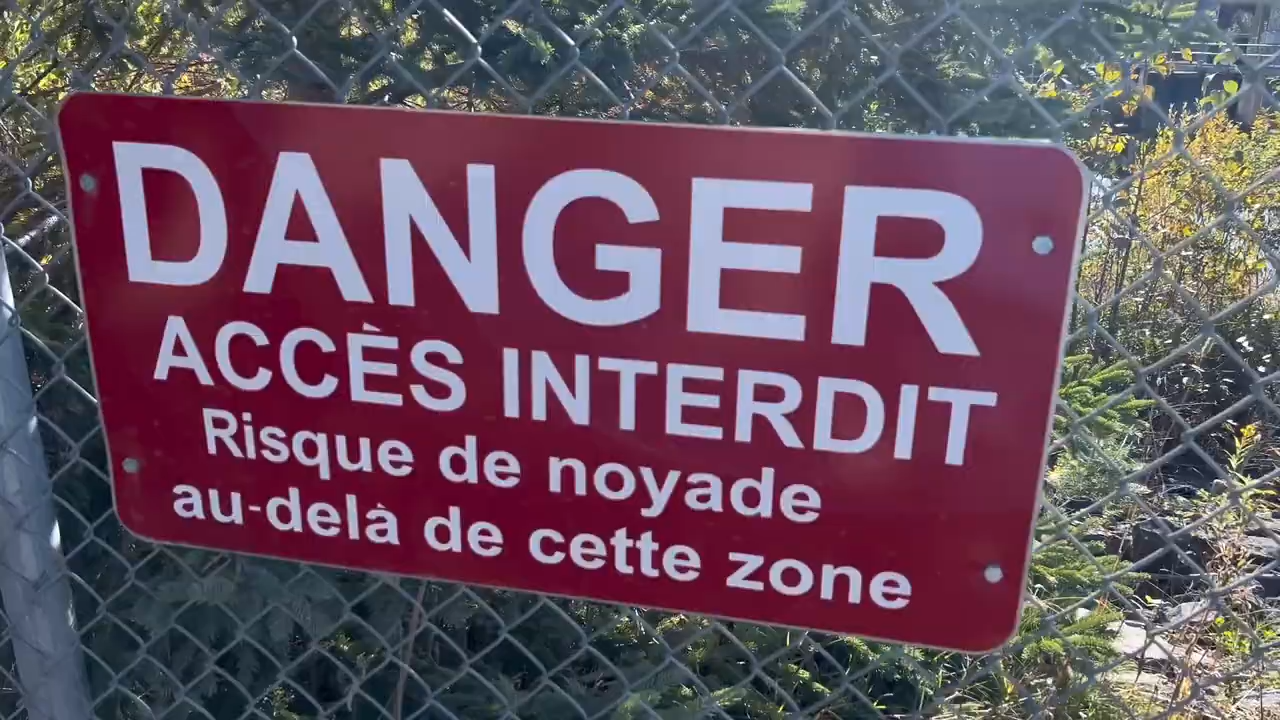 DANGER
ACCÈS INTERDIT
Risque de noyade
au-delà de cette zone